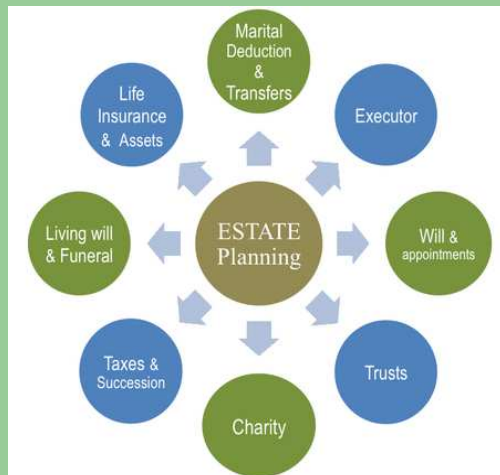 Marital
Deduction
&
Transfers
Executor
Will &
appointments
Trusts
Charity
Taxes &
Succession
Living will
& Funeral
Life
Insurance
& Assets
ESTATE
Planning